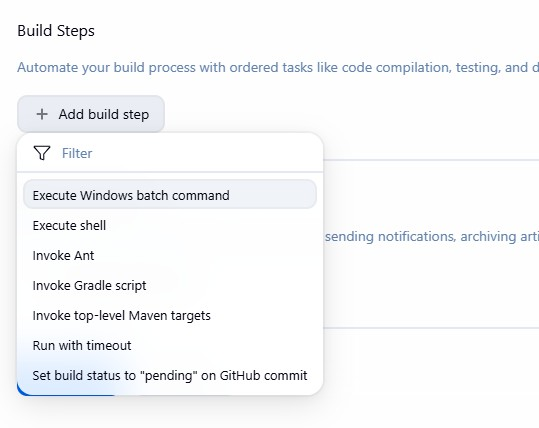 Build Steps
Automate your build process with ordered tasks like code compilation, testing, and d
Add build step
Filter
Execute Windows batch command
Execute shell
sending notifications, archiving arti
Invoke Ant
Invoke Gradle script
Invoke top-level Maven targets
Run with timeout
Set build status to "pending" on GitHub commit